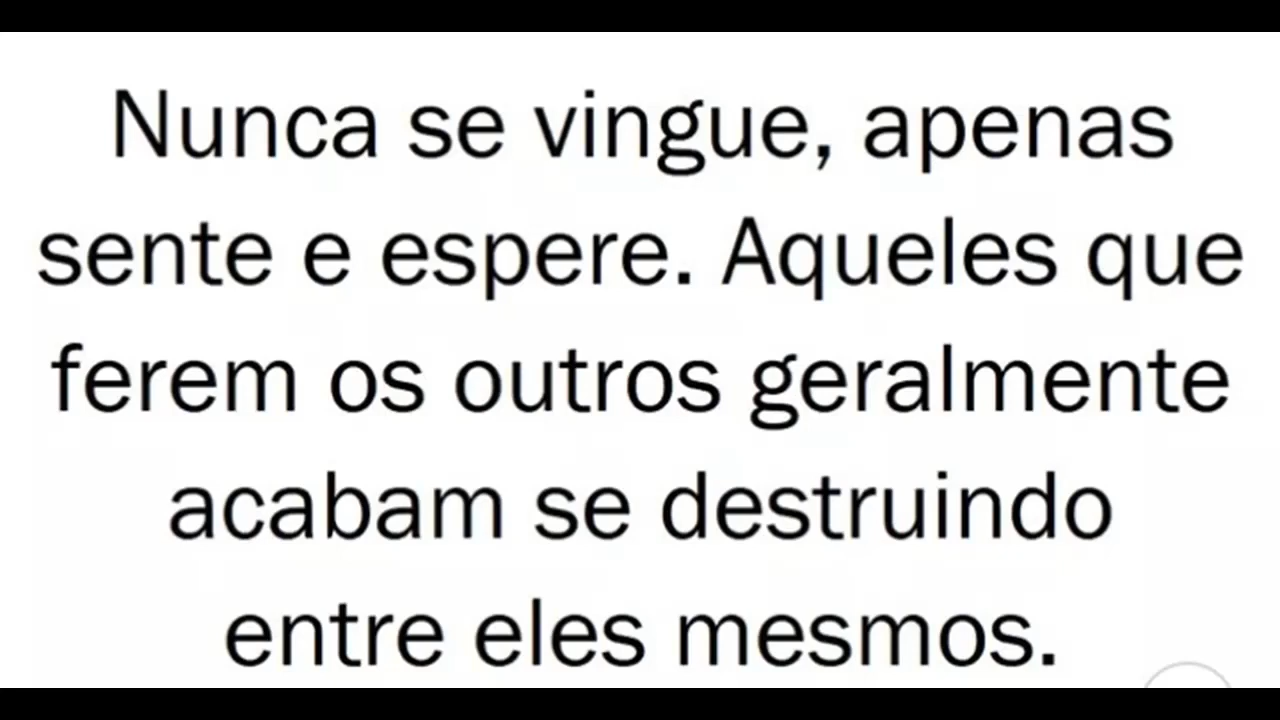 Nunca se vingue, apenas
sente e espere. Aqueles que
ferem os outros geralmente
acabam se destruindo
entre eles mesmos.